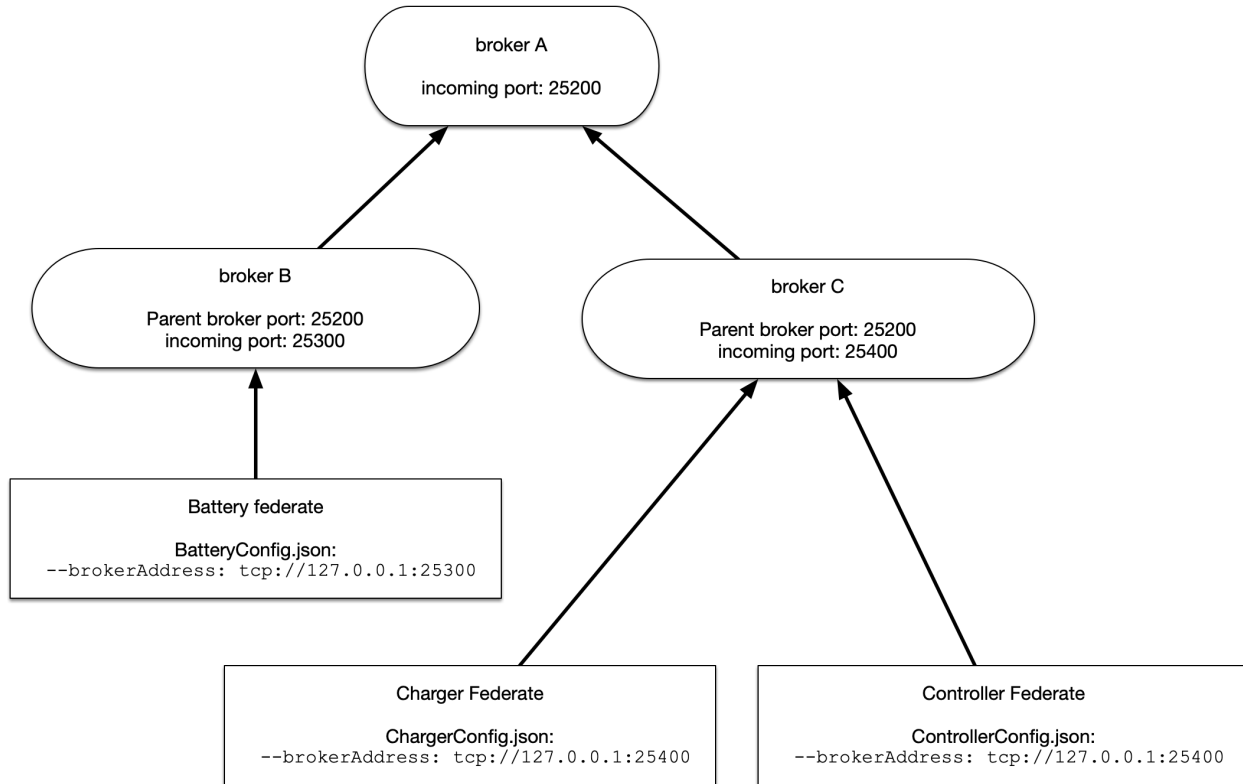 broker A
incoming port: 25200
broker B
Parent broker port: 25200
incoming port: 25300
broker C
Parent broker port: 25200
incoming port: 25400
Battery federate
BatteryConfig.json:
--brokerAddress: tcp://127.0.0.1:25300
Charger Federate
ChargerConfig.json:
--brokerAddress: tcp://127.0.0.1:25400
Controller Federate
ControllerConfig.json:
--brokerAddress: tcp://127.0.0.1:25400